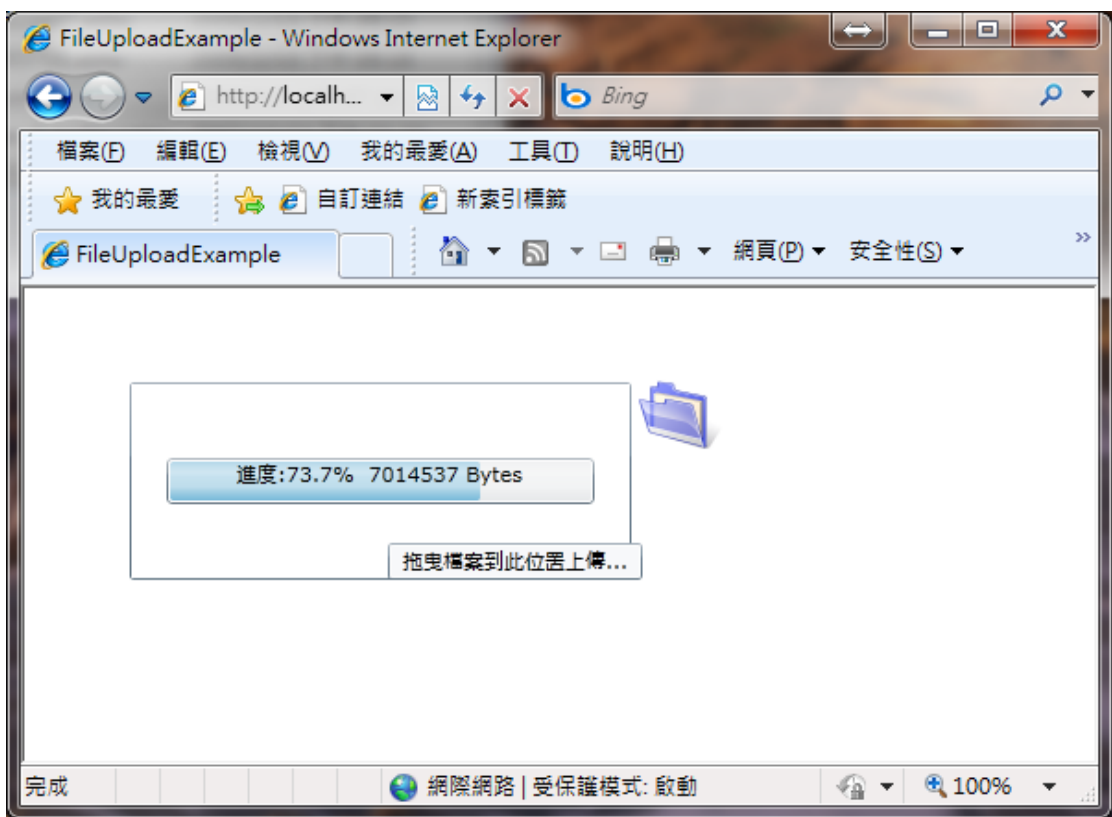 FileUploadExample - Windows Internet Explorer
http://localh... Bing
檔案(F) 編輯(E) 檢視(V) 我的最愛(A) 工具(T) 說明(H)
我的最愛 自訂連結 新索引標籤
FileUploadExample 網頁(P) 安全性(S) »
進度:73.7% 7014537 Bytes
拖曳檔案到此位置上傳...
完成 網際網路 | 受保護模式: 啟動 100%